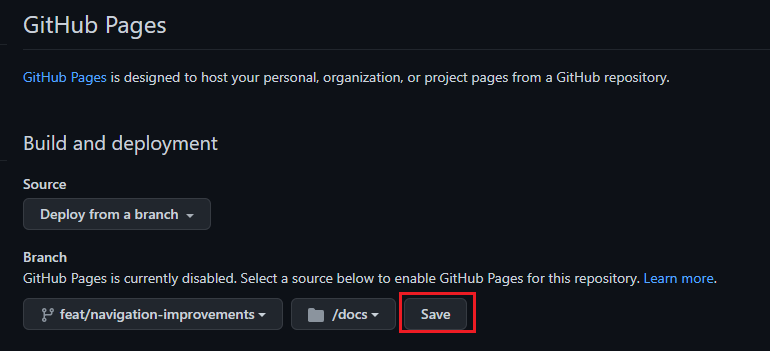 GitHub Pages
GitHub Pages is designed to host your personal, organization, or project pages from a GitHub repository.
Build and deployment
Source
Deploy from a branch
Branch
GitHub Pages is currently disabled. Select a source below to enable GitHub Pages for this repository. Learn more.
feat/navigation-improvements /docs Save